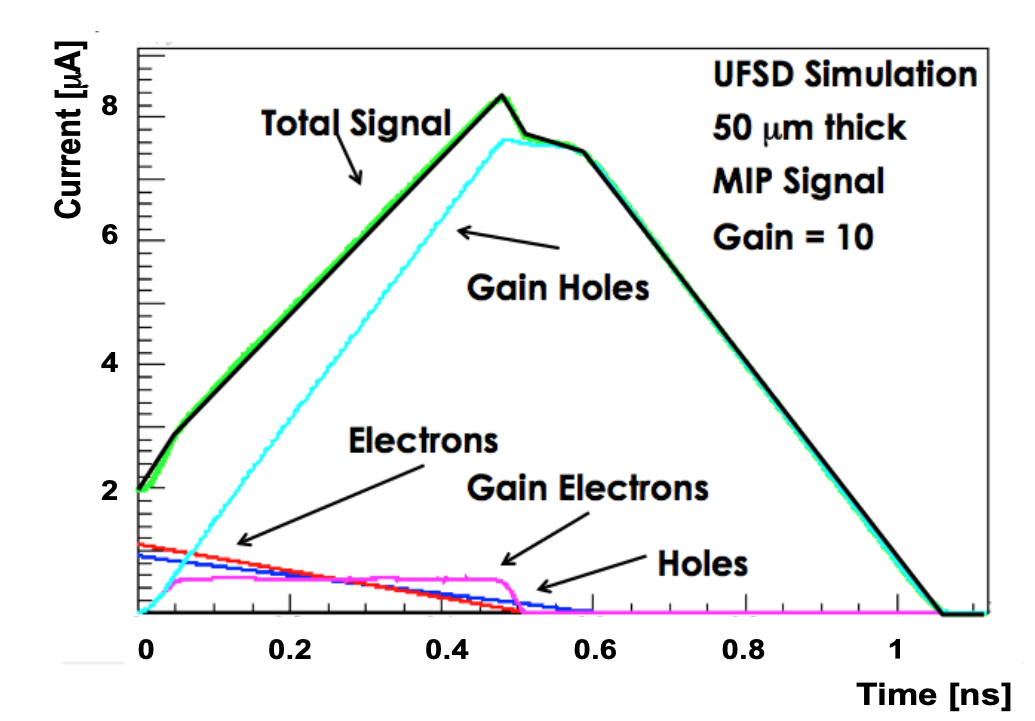 Current [μA]
8
6
4
2
Total Signal
UFSD Simulation
50 μm thick
MIP Signal
Gain = 10
Gain Holes
Electrons
Gain Electrons
Holes
0 0.2 0.4 0.6 0.8 1
Time [ns]